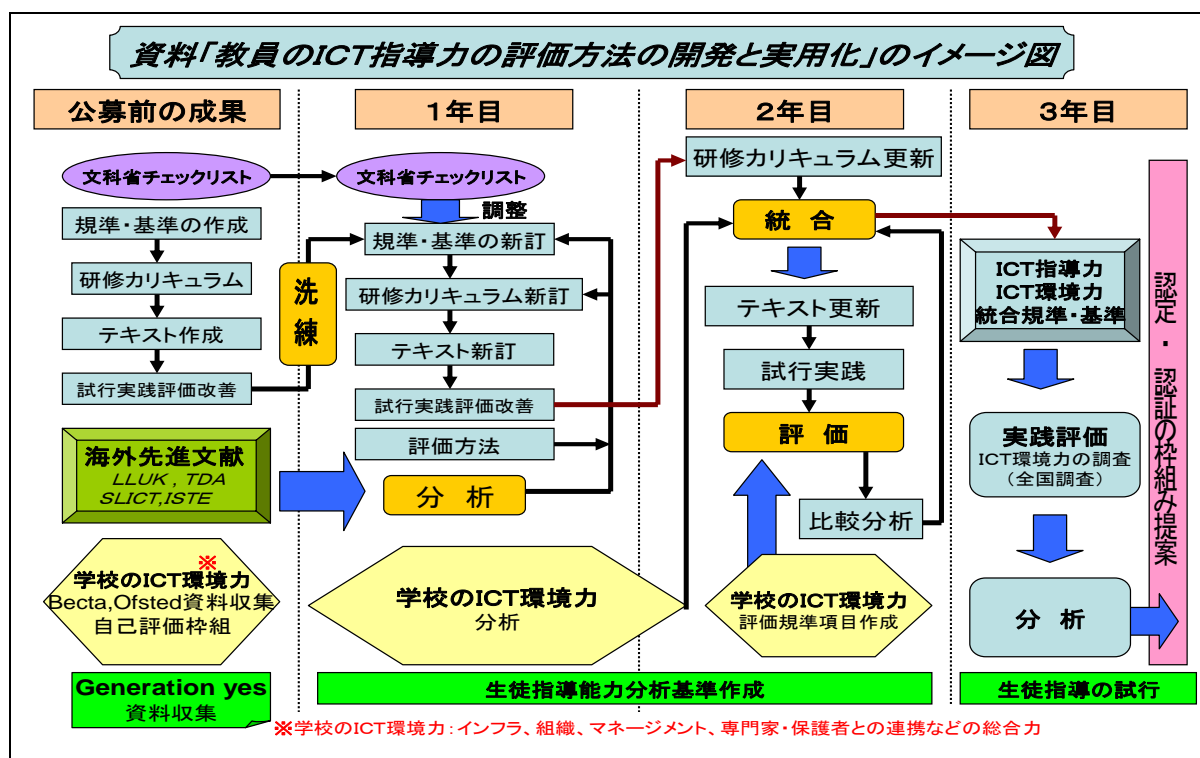 資料「教員のICT指導力の評価方法の開発と実用化」のイメージ図
公募前の成果
文科省チェックリスト
規準・基準の作成
研修カリキュラム
テキスト作成
試行実践評価改善
洗
練
海外先進文献
LLUK , TDA
SLICT,ISTE
※
学校のICT環境力
Becta,Ofsted資料収集
自己評価枠組
Generation yes
資料収集
1年目
文科省チェックリスト
調整
規準・基準の新訂
研修カリキュラム新訂
テキスト新訂
試行実践評価改善
評価方法
分 析
学校のICT環境力
分析
2年目
研修カリキュラム更新
統 合
テキスト更新
試行実践
評 価
比較分析
学校のICT環境力
評価規準項目作成
生徒指導能力分析基準作成
3年目
ICT指導力
ICT環境力
統合規準・基準
実践評価
ICT環境力の調査
(全国調査)
分 析
認定・認証の枠組み提案
生徒指導の試行
※学校のICT環境力:インフラ、組織、マネージメント、専門家・保護者との連携などの総合力